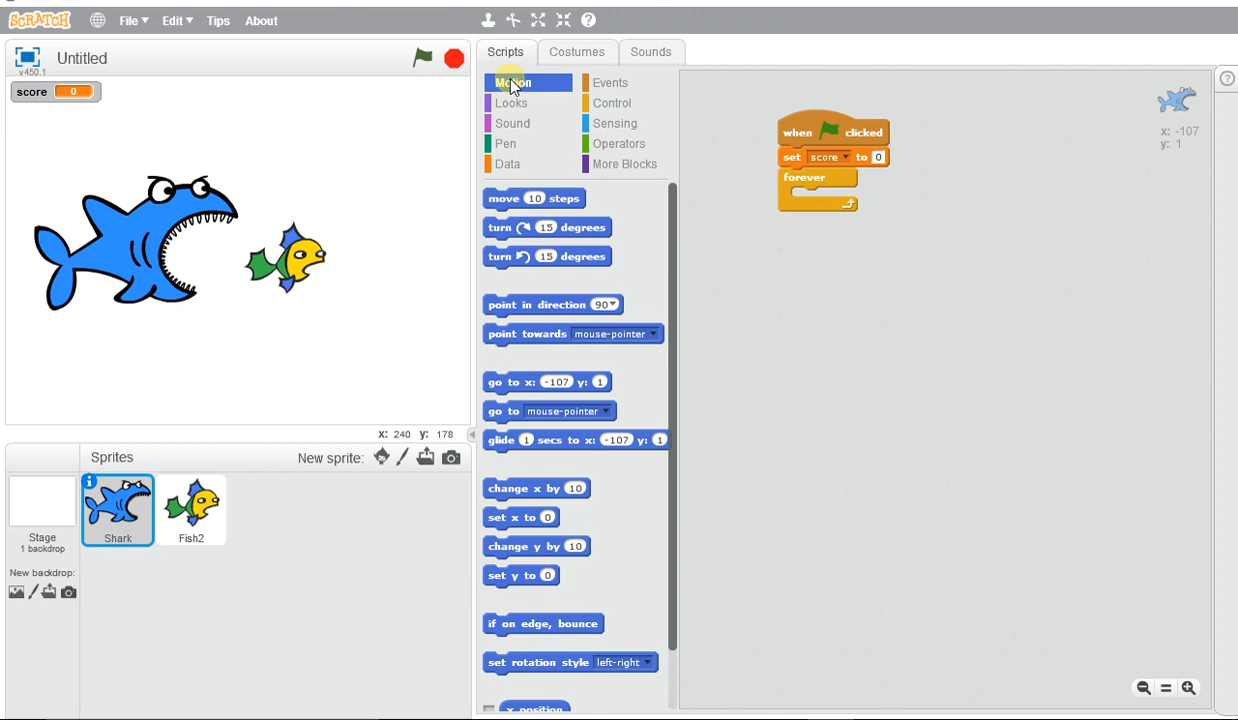 SCRATCH File Edit Tips About
Untitled
v450.1
score 0
Scripts Costumes Sounds
Motion Events
Looks Control
Sound Sensing
Pen Operators
Data More Blocks
move 10 steps
turn 15 degrees
turn 15 degrees
point in direction 90
point towards mouse-pointer
go to x: -107 y: 1
go to mouse-pointer
glide 1 secs to x: -107 y: 1
change x by 10
set x to 0
change y by 10
set y to 0
if on edge, bounce
set rotation style left-right
x position
when clicked
set score to 0
forever
x: -107
y: 1
X: 240 y: 178
Sprites New sprite:
Stage
1 backdrop
New backdrop:
Shark
Fish2